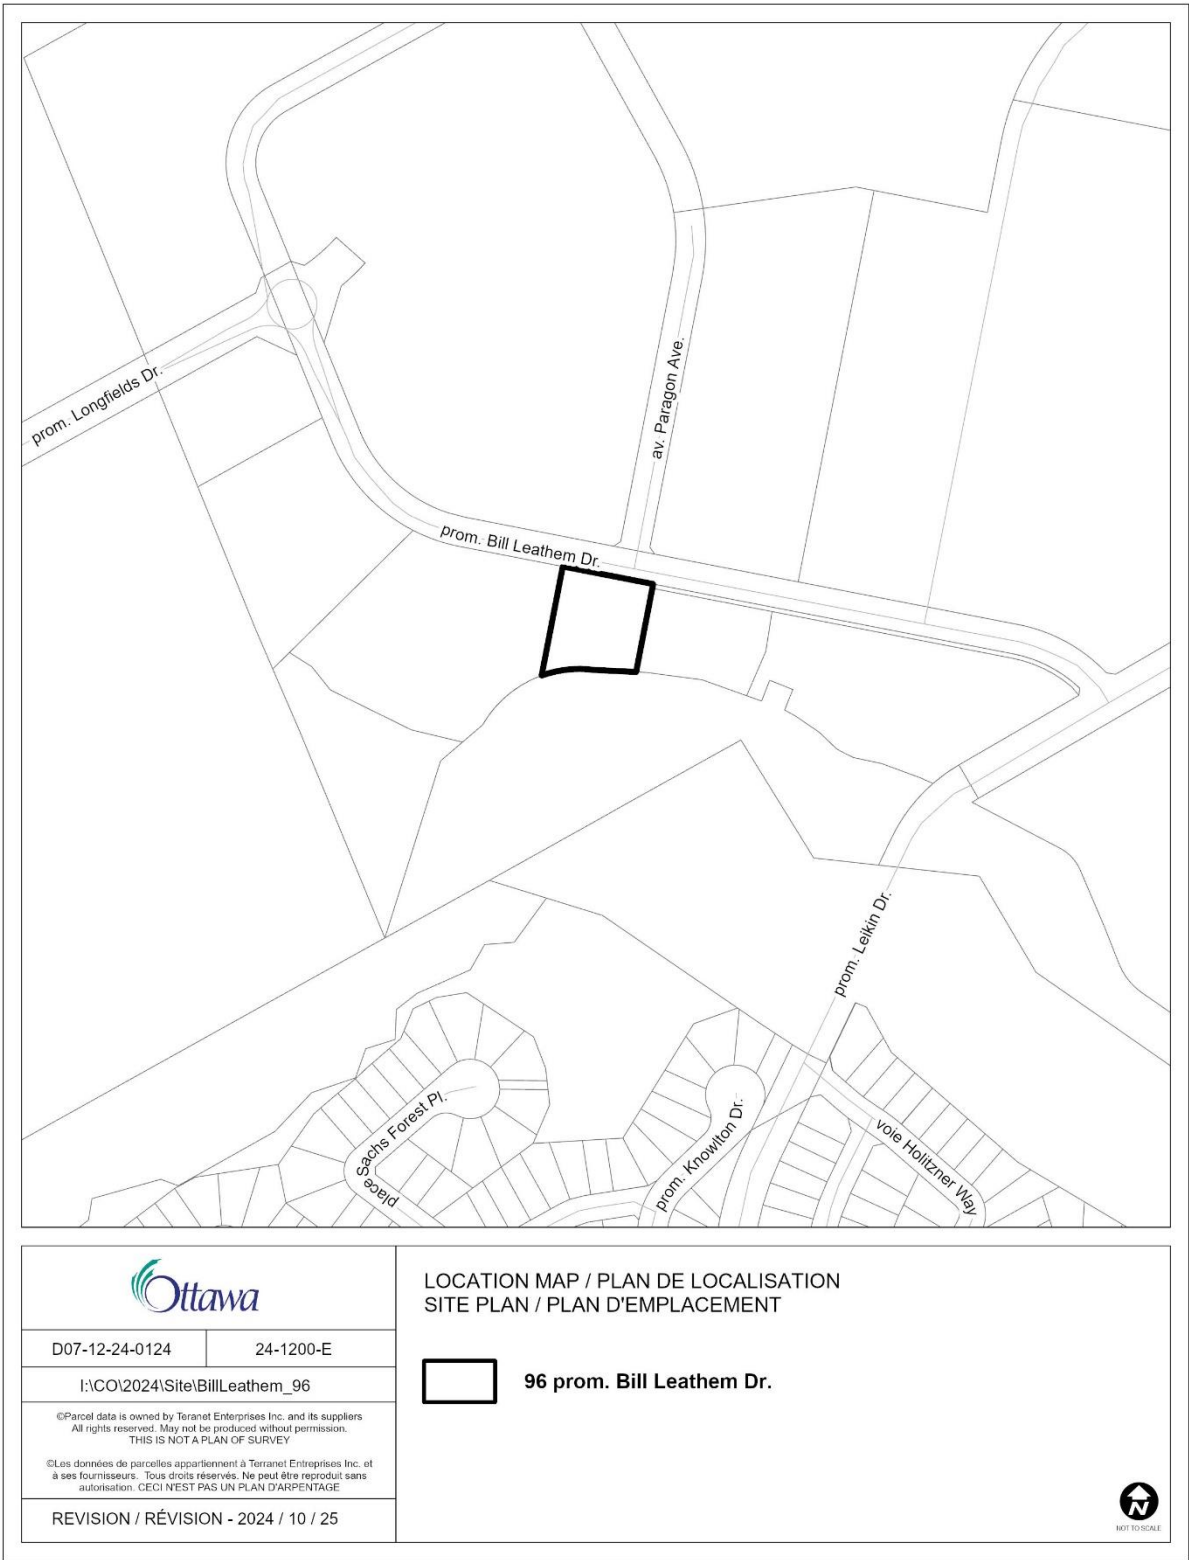 prom. Longfields Dr.
av. Paragon Ave.
prom. Bill Leathem Dr.
prom. Leikin Dr.
place Sachs Forest Pl.
prom. Knowlton Dr.
voie Holitzner Way
Ottawa
D07-12-24-0124
24-1200-E
I:\CO\2024\Site\BillLeathem_96
©Parcel data is owned by Teranet Enterprises Inc. and its suppliers
All rights reserved. May not be produced without permission.
THIS IS NOT A PLAN OF SURVEY
©Les données de parcelles appartiennent à Terranet Entreprises Inc. et
à ses fournisseurs. Tous droits réservés. Ne peut être reproduit sans
autorisation. CECI N'EST PAS UN PLAN D'ARPENTAGE
REVISION / RÉVISION - 2024 / 10 / 25
LOCATION MAP / PLAN DE LOCALISATION
SITE PLAN / PLAN D'EMPLACEMENT
96 prom. Bill Leathem Dr.
N
NOT TO SCALE